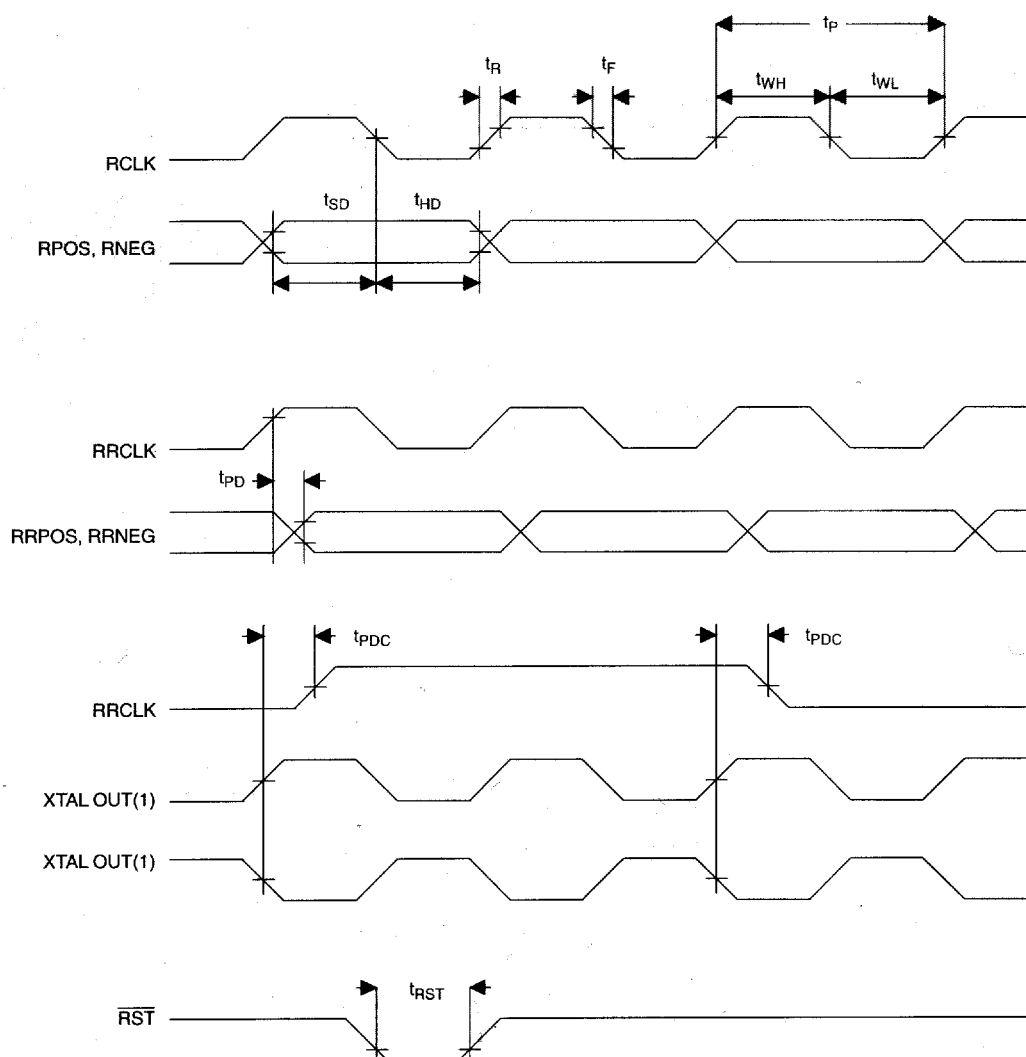 tP
tR tF tWH tWL
RCLK
tSD tHD
RPOS, RNEG
RRCLK
tPD
RRPOS, RRNEG
tPDC tPDC
RRCLK
XTAL OUT(1)
XTAL OUT(1)
tRST
RST